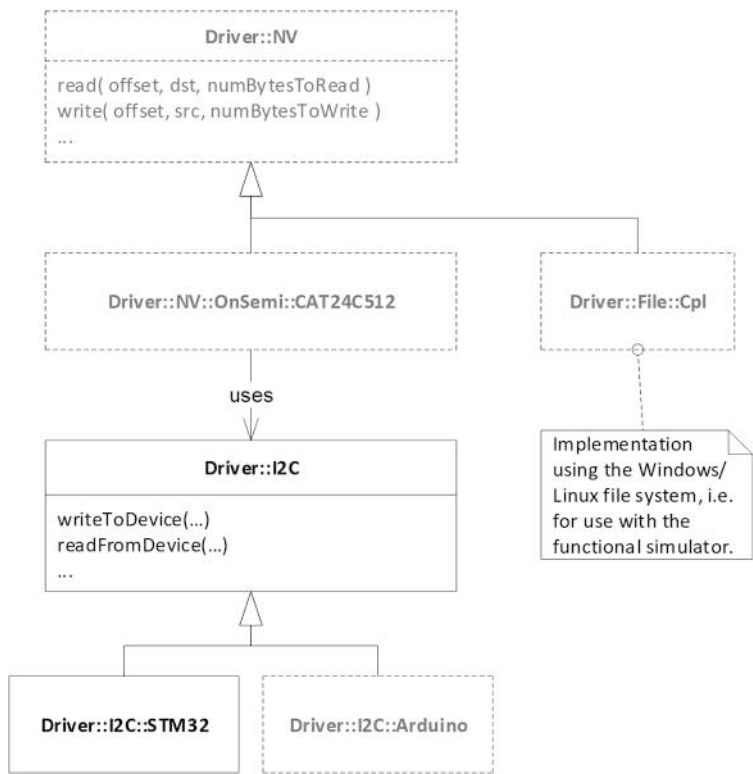 Driver::NV
read( offset, dst, numBytesToRead )
write( offset, src, numBytesToWrite )
...
Driver::NV::OnSemi::CAT24C512
Driver::File::Cpl
uses
Driver::I2C
writeToDevice(...)
readFromDevice(...)
...
Implementation
using the Windows/
Linux file system, i.e.
for use with the
functional simulator.
Driver::I2C::STM32
Driver::I2C::Arduino